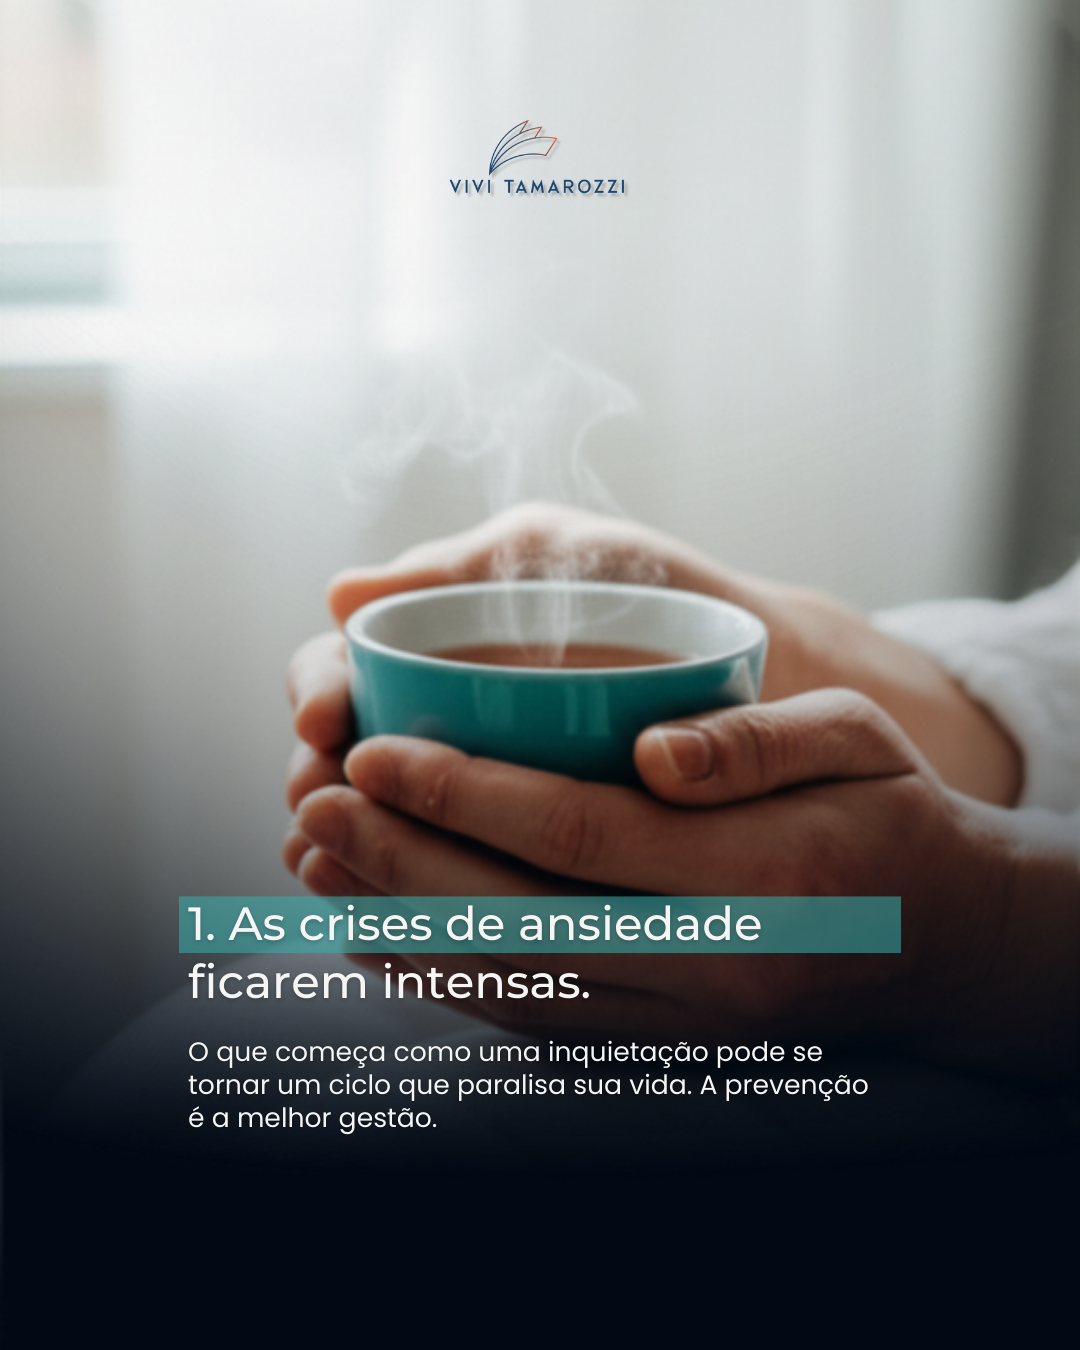 VIVI TAMAROZZI
1. As crises de ansiedade
ficarem intensas.
O que começa como uma inquietação pode se
tornar um ciclo que paralisa sua vida. A prevenção
é a melhor gestão.